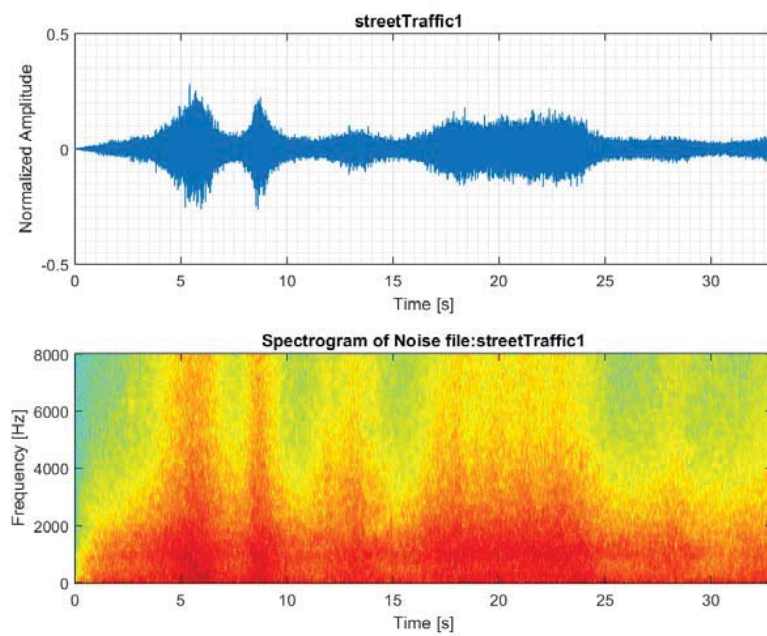 streetTraffic1
0.5
0
-0.5
Normalized Amplitude
0 5 10 15 20 25 30
Time [s]
Spectrogram of Noise file:streetTraffic1
8000
6000
4000
2000
0
Frequency [Hz]
0 5 10 15 20 25 30
Time [s]